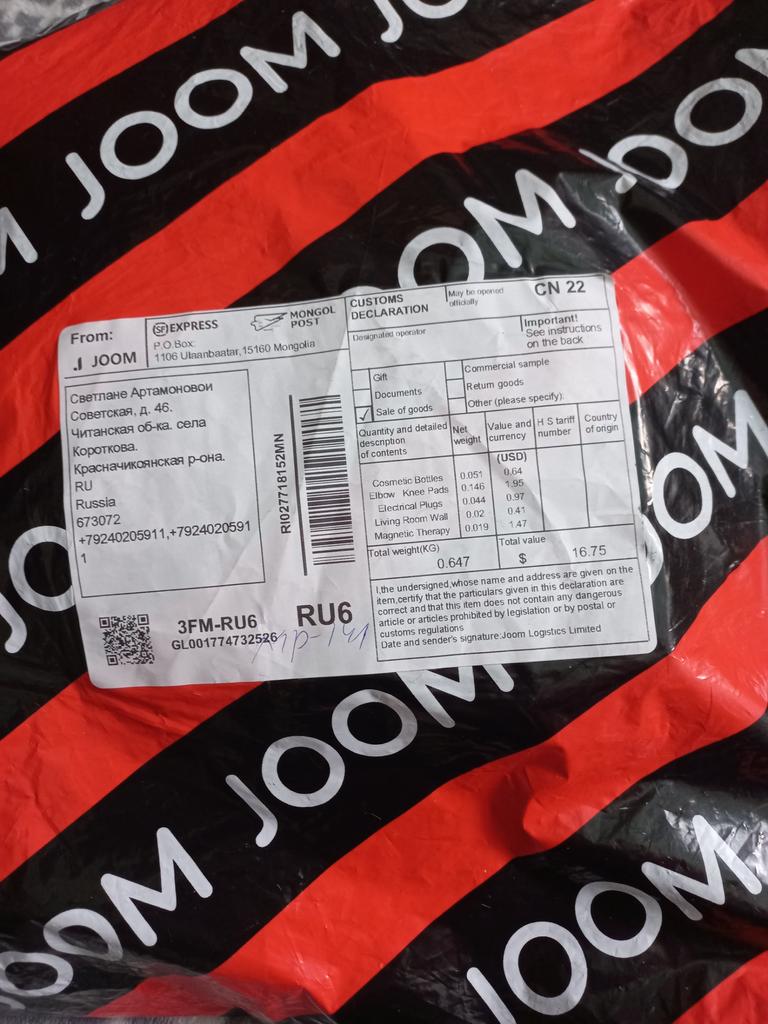 JOOM JO
M JOOM JOOM
From:
JOOM
SF EXPRESS
MONGOL
POST
P.O.Box:
1106 Ulaanbaatar,15160 Mongolia
Светлане Артамоновои
Советская, д. 46.
Читанская об-ка. села
Короткова.
Красначикоянская р-она.
RU
Russia
673072
+79240205911,+7924020591
1
RI027718152MN
3FM-RU6
GL001774732526
RU6
CUSTOMS
DECLARATION
May be opened
officially
CN 22
Designated operator
Important!
See instructions
on the back
Gift
Documents
✓ Sale of goods
Commercial sample
Return goods
Other (please specify):
Quantity and detailed
description
of contents
Net
weight
Value and
currency
H S tariff
number
Country
of origin
(USD)
Cosmetic Bottles 0.051 0.64
Elbow Knee Pads 0.146 1.95
Electrical Plugs 0.044 0.97
Living Room Wall 0.02 0.41
Magnetic Therapy 0.019 1.47
Total weight(KG)
0.647
Total value
$ 16.75
I,the undersigned,whose name and address are given on the
item,certify that the particulars given in this declaration are
correct and that this item does not contain any dangerous
article or articles prohibited by legislation or by postal or
customs regulations
Date and sender's signature:Joom Logistics Limited
JO OOM
JOOM
OOM JOOM